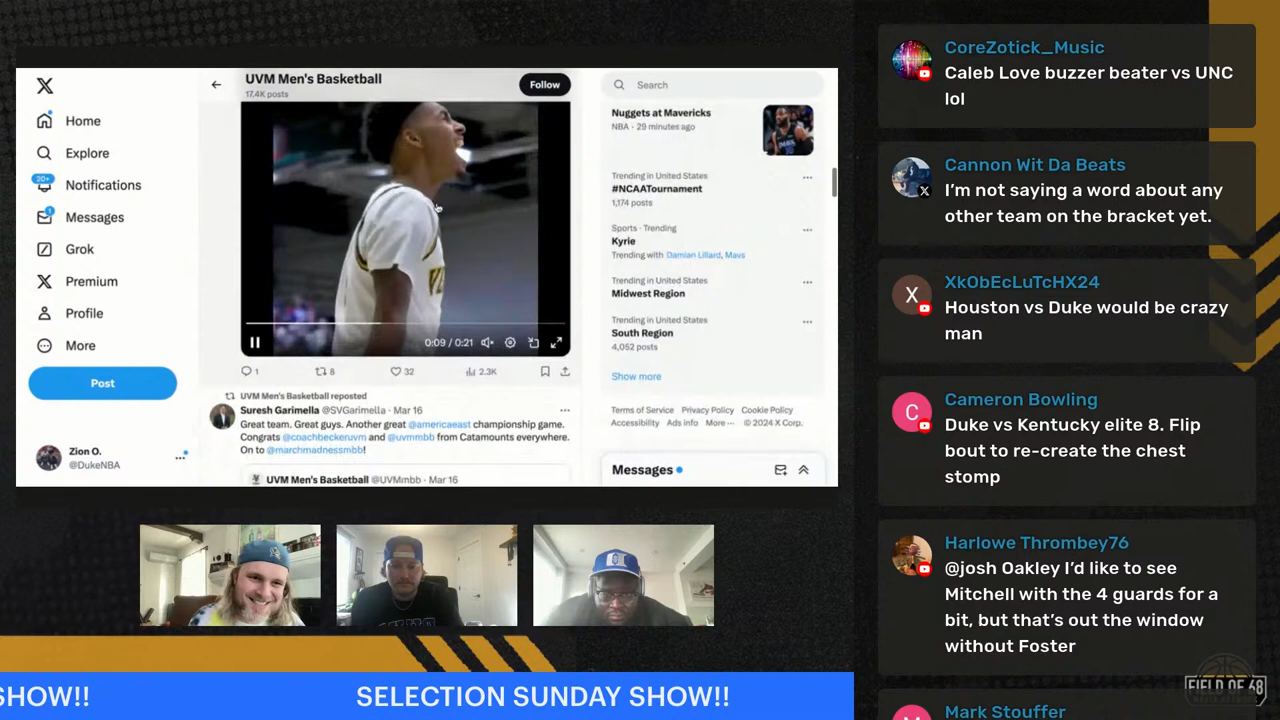 UVM Men's Basketball
17.4K posts
Follow
Home
Explore
20+
Notifications
1
Messages
Grok
Premium
Profile
More
Post
Zion O.
@DukeNBA
0:09 / 0:21
1
8
32
2.3K
UVM Men's Basketball reposted
Suresh Garimella @SVGarimella · Mar 16
Great team. Great guys. Another great @americaeast championship game.
Congrats @coachbeckeruvm and @uvmmbb from Catamounts everywhere.
On to @marchmadnessmbb!
UVM Men's Basketball @UVMmbb · Mar 16
Search
Nuggets at Mavericks
NBA · 29 minutes ago
Trending in United States
#NCAATournament
1,174 posts
Sports · Trending
Kyrie
Trending with Damian Lillard, Mavs
Trending in United States
Midwest Region
Trending in United States
South Region
4,052 posts
Show more
Terms of Service Privacy Policy Cookie Policy
Accessibility Ads info More ··· © 2024 X Corp.
Messages
SHOW!!
SELECTION SUNDAY SHOW!!
CoreZotick_Music
Caleb Love buzzer beater vs UNC
lol
Cannon Wit Da Beats
I'm not saying a word about any
other team on the bracket yet.
X
XkObEcLuTcHX24
Houston vs Duke would be crazy
man
C
Cameron Bowling
Duke vs Kentucky elite 8. Flip
bout to re-create the chest
stomp
Harlowe Thrombey76
@josh Oakley I'd like to see
Mitchell with the 4 guards for a
bit, but that's out the window
without Foster
Mark Stouffer
FIELD OF 68